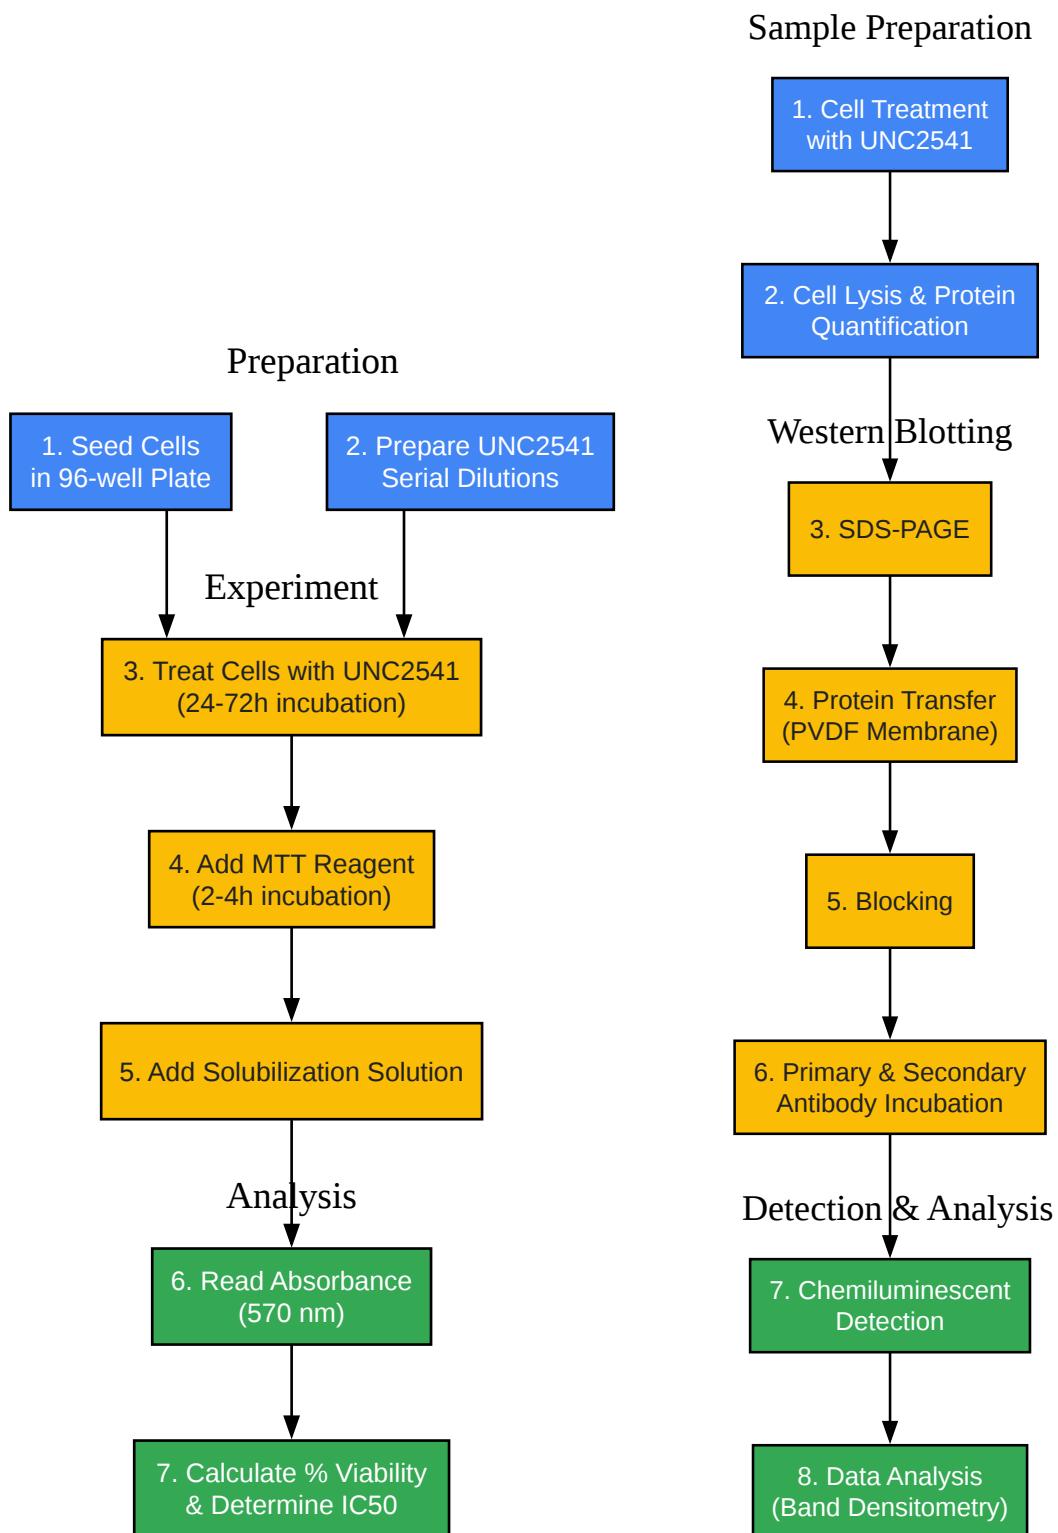 Preparation
1. Seed Cells
in 96-well Plate
2. Prepare UNC2541
Serial Dilutions
Experiment
3. Treat Cells with UNC2541
(24-72h incubation)
4. Add MTT Reagent
(2-4h incubation)
5. Add Solubilization Solution
Analysis
6. Read Absorbance
(570 nm)
7. Calculate % Viability
& Determine IC50
Sample Preparation
1. Cell Treatment
with UNC2541
2. Cell Lysis & Protein
Quantification
Western Blotting
3. SDS-PAGE
4. Protein Transfer
(PVDF Membrane)
5. Blocking
6. Primary & Secondary
Antibody Incubation
Detection & Analysis
7. Chemiluminescent
Detection
8. Data Analysis
(Band Densitometry)